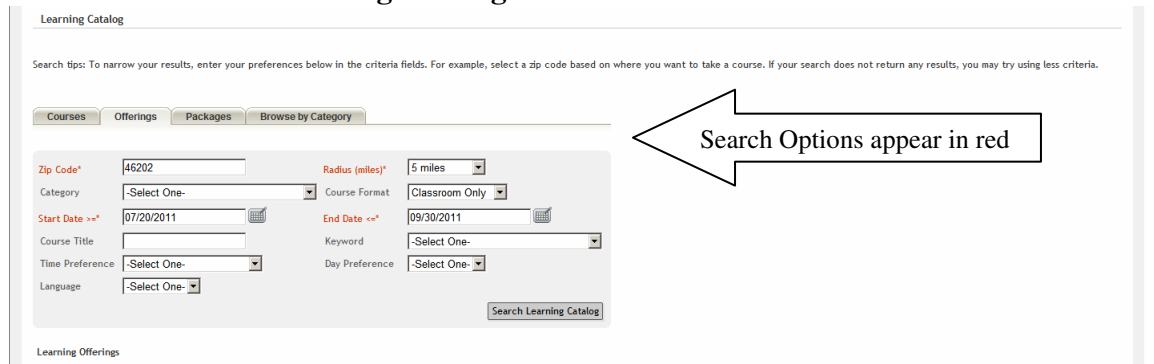 Learning Catalog
Search tips: To narrow your results, enter your preferences below in the criteria fields. For example, select a zip code based on where you want to take a course. If your search does not return any results, you may try using less criteria.
Courses Offerings Packages Browse by Category
Search Options appear in red
Zip Code* 46202 Radius (miles)* 5 miles
Category -Select One- Course Format Classroom Only
Start Date >=* 07/20/2011 End Date <=* 09/30/2011
Course Title Keyword -Select One-
Time Preference -Select One- Day Preference -Select One-
Language -Select One-
Search Learning Catalog
Learning Offerings